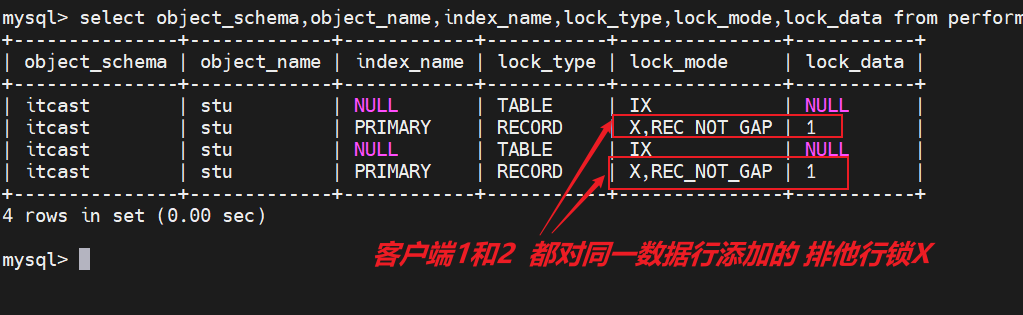 mysql> select object_schema,object_name,index_name,lock_type,lock_mode,lock_data from perform
+---------------+-------------+------------+-----------+---------------+-----------+
| object_schema | object_name | index_name | lock_type | lock_mode     | lock_data |
+---------------+-------------+------------+-----------+---------------+-----------+
| itcast        | stu         | NULL       | TABLE     | IX            | NULL      |
| itcast        | stu         | PRIMARY    | RECORD    | X,REC_NOT_GAP | 1         |
| itcast        | stu         | NULL       | TABLE     | IX            | NULL      |
| itcast        | stu         | PRIMARY    | RECORD    | X,REC_NOT_GAP | 1         |
+---------------+-------------+------------+-----------+---------------+-----------+
4 rows in set (0.00 sec)
客户端1和2 都对同一数据行添加的 排他行锁X
mysql>